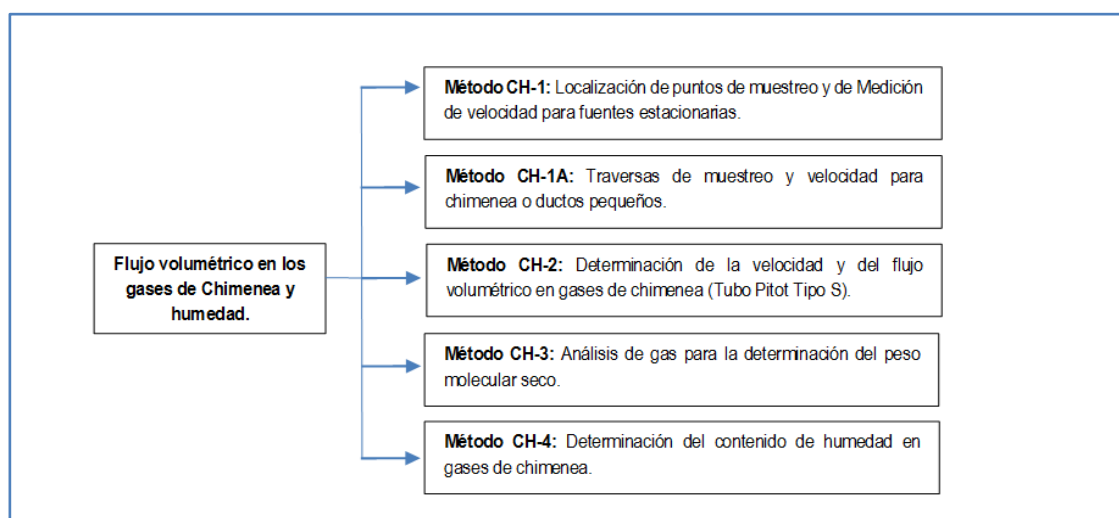 Método CH-1: Localización de puntos de muestreo y de Medición
de velocidad para fuentes estacionarias.
Método CH-1A: Traversas de muestreo y velocidad para
chimenea o ductos pequeños.
Flujo volumétrico en los
gases de Chimenea y
humedad.
Método CH-2: Determinación de la velocidad y del flujo
volumétrico en gases de chimenea (Tubo Pitot Tipo S).
Método CH-3: Análisis de gas para la determinación del peso
molecular seco.
Método CH-4: Determinación del contenido de humedad en
gases de chimenea.